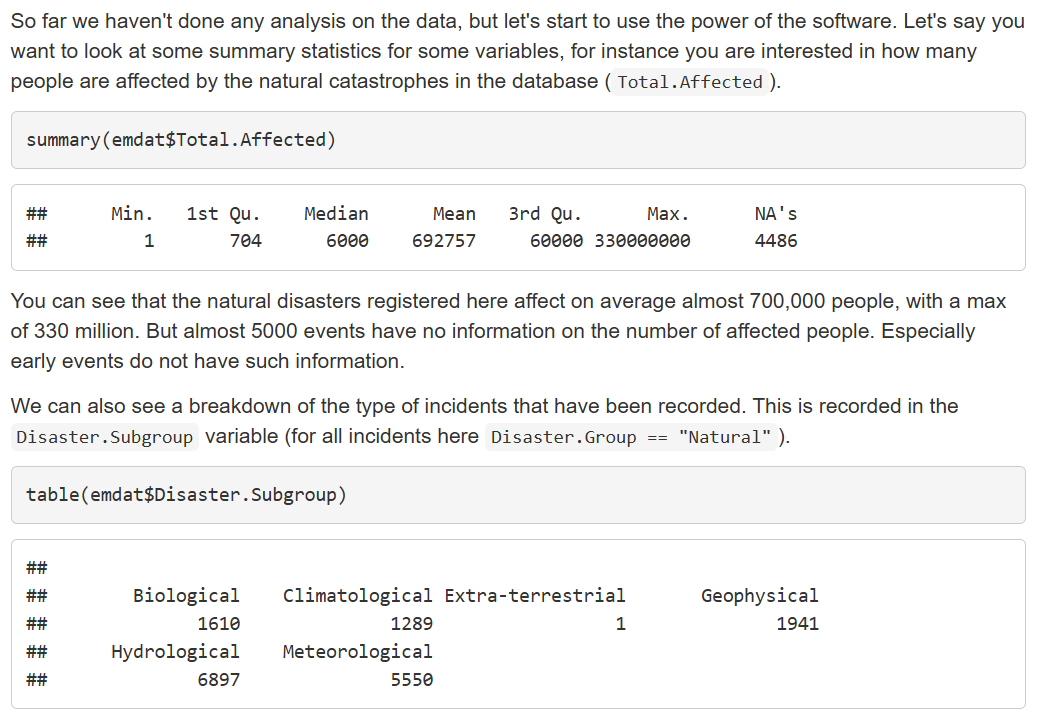 So far we haven't done any analysis on the data, but let's start to use the power of the software. Let's say you
want to look at some summary statistics for some variables, for instance you are interested in how many
people are affected by the natural catastrophes in the database ( Total.Affected ).
summary(emdat$Total.Affected)
##      Min.   1st Qu.    Median      Mean   3rd Qu.      Max.      NA's
##         1       704      6000    692757     60000 330000000      4486
You can see that the natural disasters registered here affect on average almost 700,000 people, with a max
of 330 million. But almost 5000 events have no information on the number of affected people. Especially
early events do not have such information.
We can also see a breakdown of the type of incidents that have been recorded. This is recorded in the
Disaster.Subgroup variable (for all incidents here Disaster.Group == "Natural" ).
table(emdat$Disaster.Subgroup)
##
##        Biological    Climatological Extra-terrestrial       Geophysical
##              1610              1289                 1              1941
##      Hydrological    Meteorological
##              6897              5550